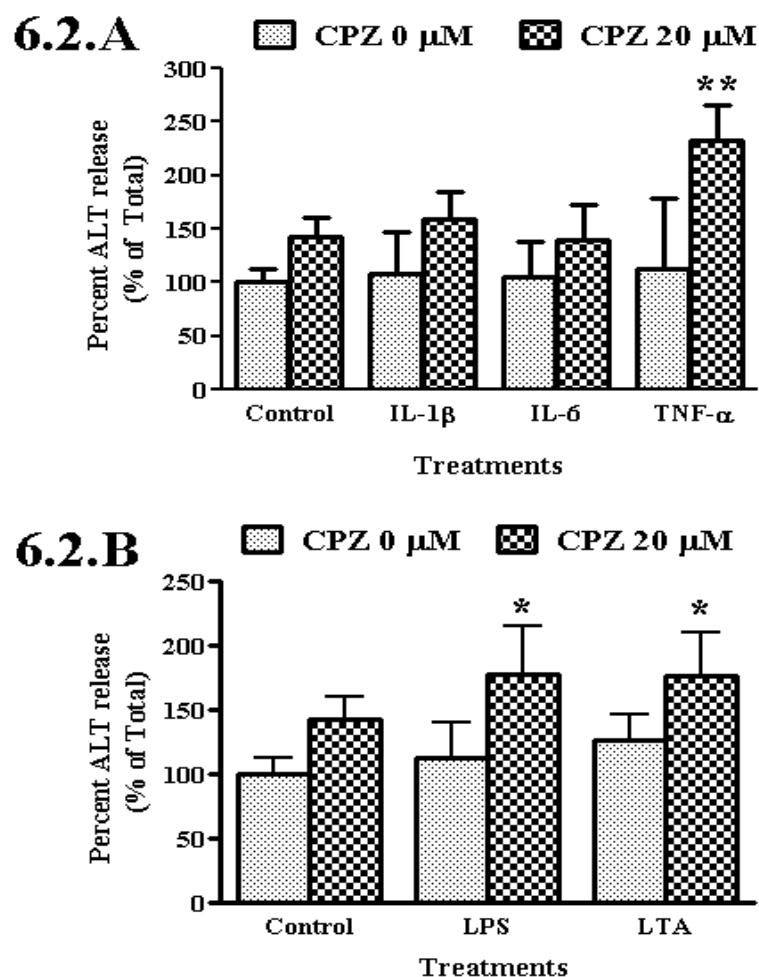 6.2.A
CPZ 0 μM CPZ 20 μM
Percent ALT release
(% of Total)
300
250
200
150
100
50
0
**
Control IL-1β IL-6 TNF-α
Treatments
6.2.B
CPZ 0 μM CPZ 20 μM
Percent ALT release
(% of Total)
250
200
150
100
50
0
* *
Control LPS LTA
Treatments